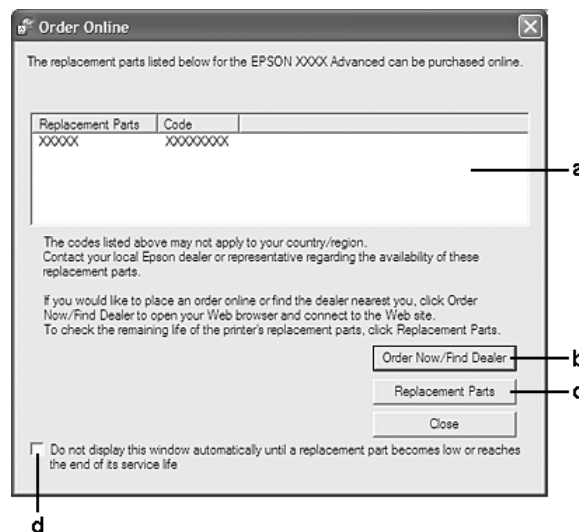 Order Online
The replacement parts listed below for the EPSON XXXX Advanced can be purchased online.
Replacement Parts Code
XXXXX XXXXXXXX
a
The codes listed above may not apply to your country/region.
Contact your local Epson dealer or representative regarding the availability of these
replacement parts.
If you would like to place an order online or find the dealer nearest you, click Order
Now/Find Dealer to open your Web browser and connect to the Web site.
To check the remaining life of the printer's replacement parts, click Replacement Parts.
Order Now/Find Dealer
b
Replacement Parts
c
Close
Do not display this window automatically until a replacement part becomes low or reaches
the end of its service life
d